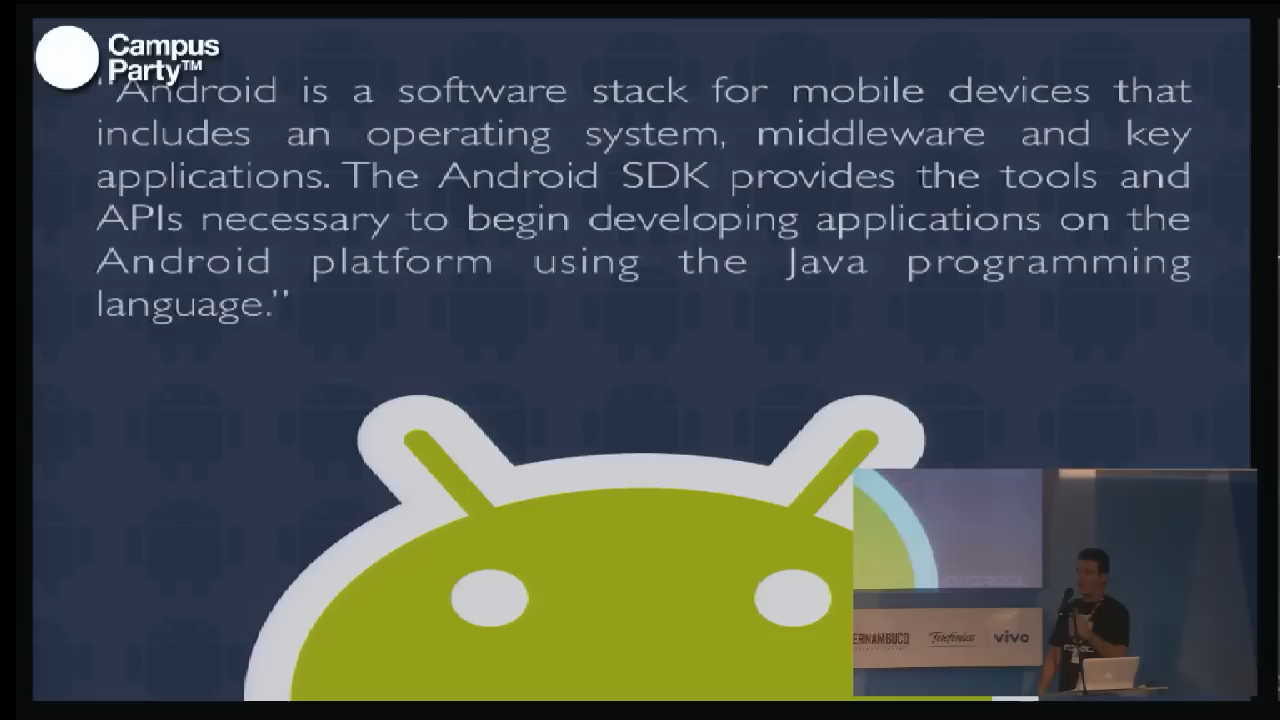 Campus
Party™
“Android is a software stack for mobile devices that
includes an operating system, middleware and key
applications. The Android SDK provides the tools and
APIs necessary to begin developing applications on the
Android platform using the Java programming
language.”
Telefónica
vivo